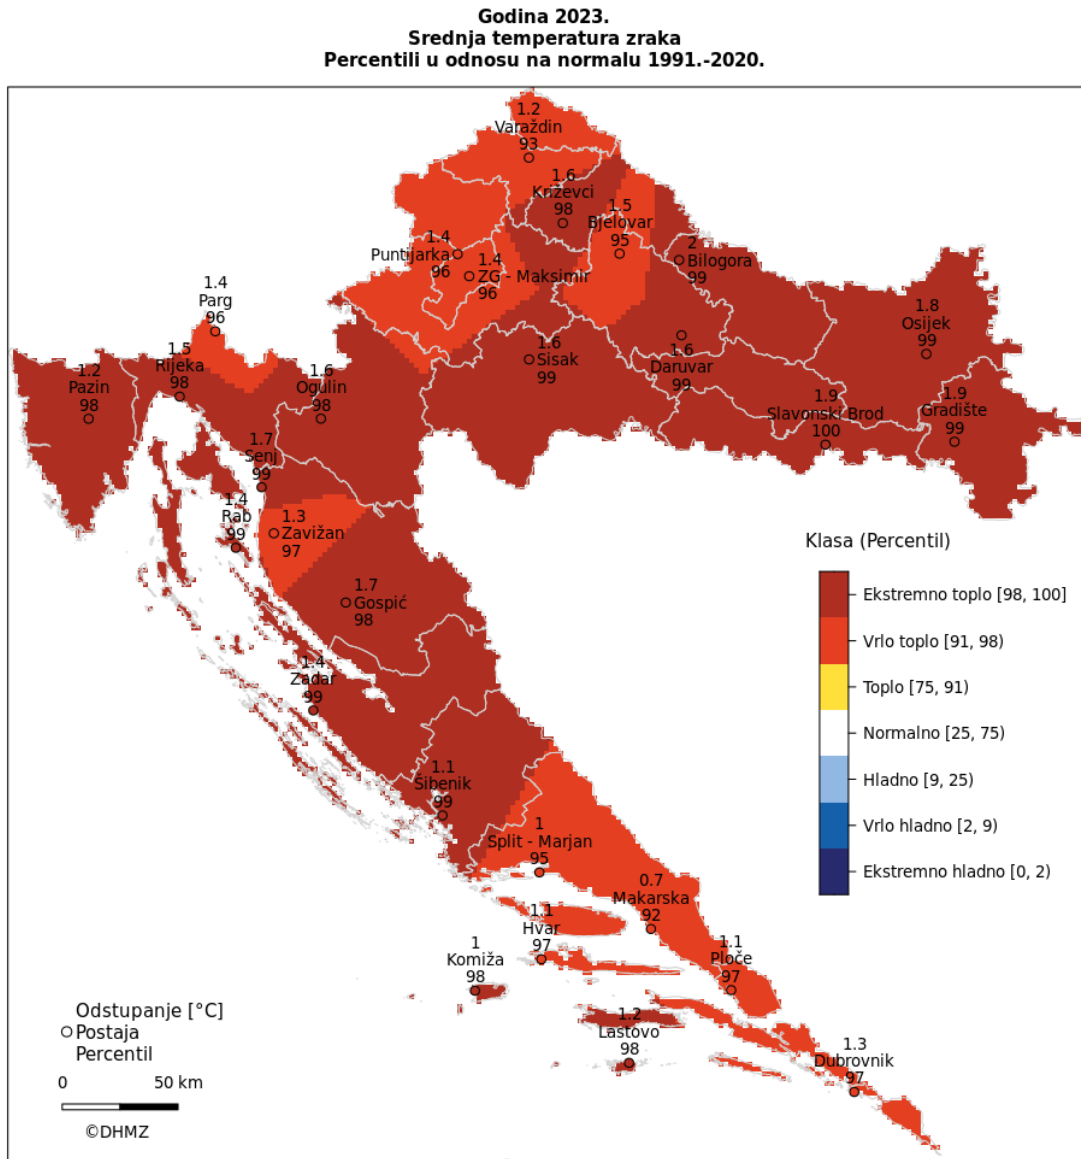 Godina 2023.
Srednja temperatura zraka
Percentili u odnosu na normalu 1991.-2020.
1.2
Varaždin
93
1.6
Križevci
98
1.5
Bjelovar
95
1.4
Puntijarka
96
1.4
ZG - Maksimir
96
2
Bilogora
99
1.4
Parg
96
1.8
Osijek
99
1.5
Rijeka
98
1.2
Pazin
98
1.6
Ogulin
98
1.6
Sisak
99
1.6
Daruvar
99
1.9
Slavonski Brod
100
1.9
Gradište
99
1.7
Senj
99
1.4
Rab
99
1.3
Zavižan
97
1.7
Gospić
98
1.4
Zadar
99
1.1
Šibenik
99
1
Split - Marjan
95
0.7
Makarska
92
1.1
Hvar
97
1.1
Ploče
97
1
Komiža
98
1.2
Lastovo
98
1.3
Dubrovnik
97
Klasa (Percentil)
Ekstremno toplo [98, 100]
Vrlo toplo [91, 98)
Toplo [75, 91)
Normalno [25, 75)
Hladno [9, 25)
Vrlo hladno [2, 9)
Ekstremno hladno [0, 2)
Odstupanje [°C]
Postaja
Percentil
0 50 km
©DHMZ